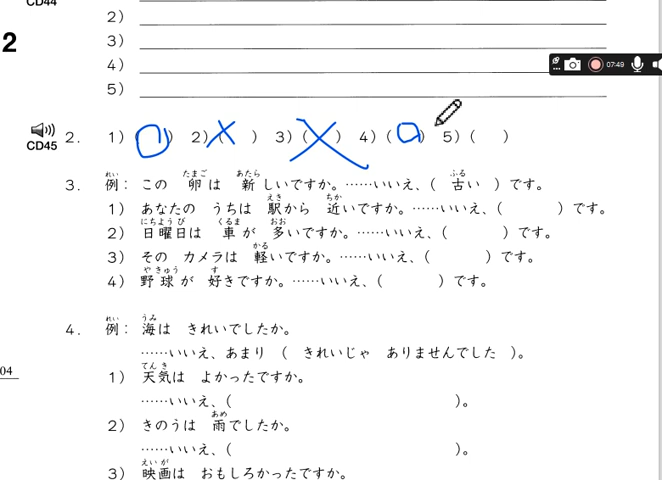 CD44
2)
3)
2
4)
07:49
5)
CD45 2. 1) (○) 2) (×) 3) (×) 4) (○) 5) ( )
3. 例: この 卵は 新しいですか。……いいえ、( 古い )です。
1) あなたの うちは 駅から 近いですか。……いいえ、( )です。
2) 日曜日は 車が 多いですか。……いいえ、( )です。
3) その カメラは 軽いですか。……いいえ、( )です。
4) 野球が 好きですか。……いいえ、( )です。
4. 例: 海は きれいでしたか。
……いいえ、あまり ( きれいじゃ ありませんでした )。
04
1) 天気は よかったですか。
……いいえ、( )。
2) きのうは 雨でしたか。
……いいえ、( )。
3) 映画は おもしろかったですか。